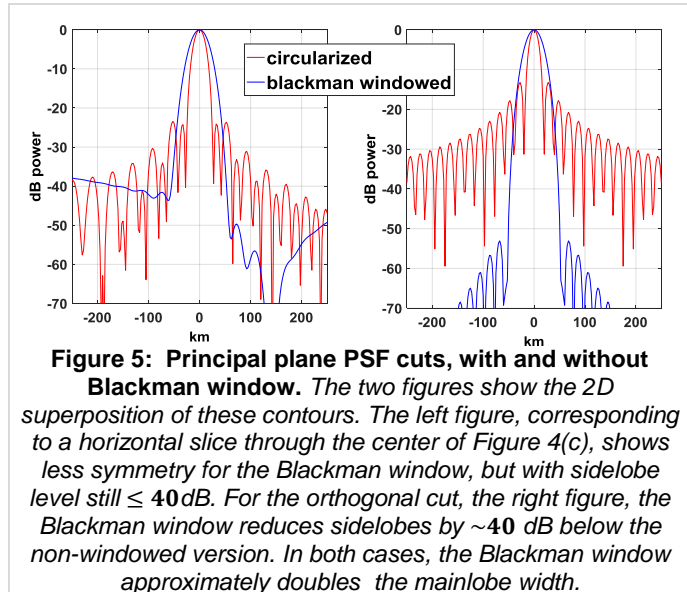 0
-10
-20
-30
-40
-50
-60
-70
dB power
-200 -100 0 100 200
km
circularized
blackman windowed
0
-10
-20
-30
-40
-50
-60
-70
dB power
-200 -100 0 100 200
km
Figure 5: Principal plane PSF cuts, with and without
Blackman window. The two figures show the 2D
superposition of these contours. The left figure, corresponding
to a horizontal slice through the center of Figure 4(c), shows
less symmetry for the Blackman window, but with sidelobe
level still ≤ 40dB. For the orthogonal cut, the right figure, the
Blackman window reduces sidelobes by ~40 dB below the
non-windowed version. In both cases, the Blackman window
approximately doubles the mainlobe width.